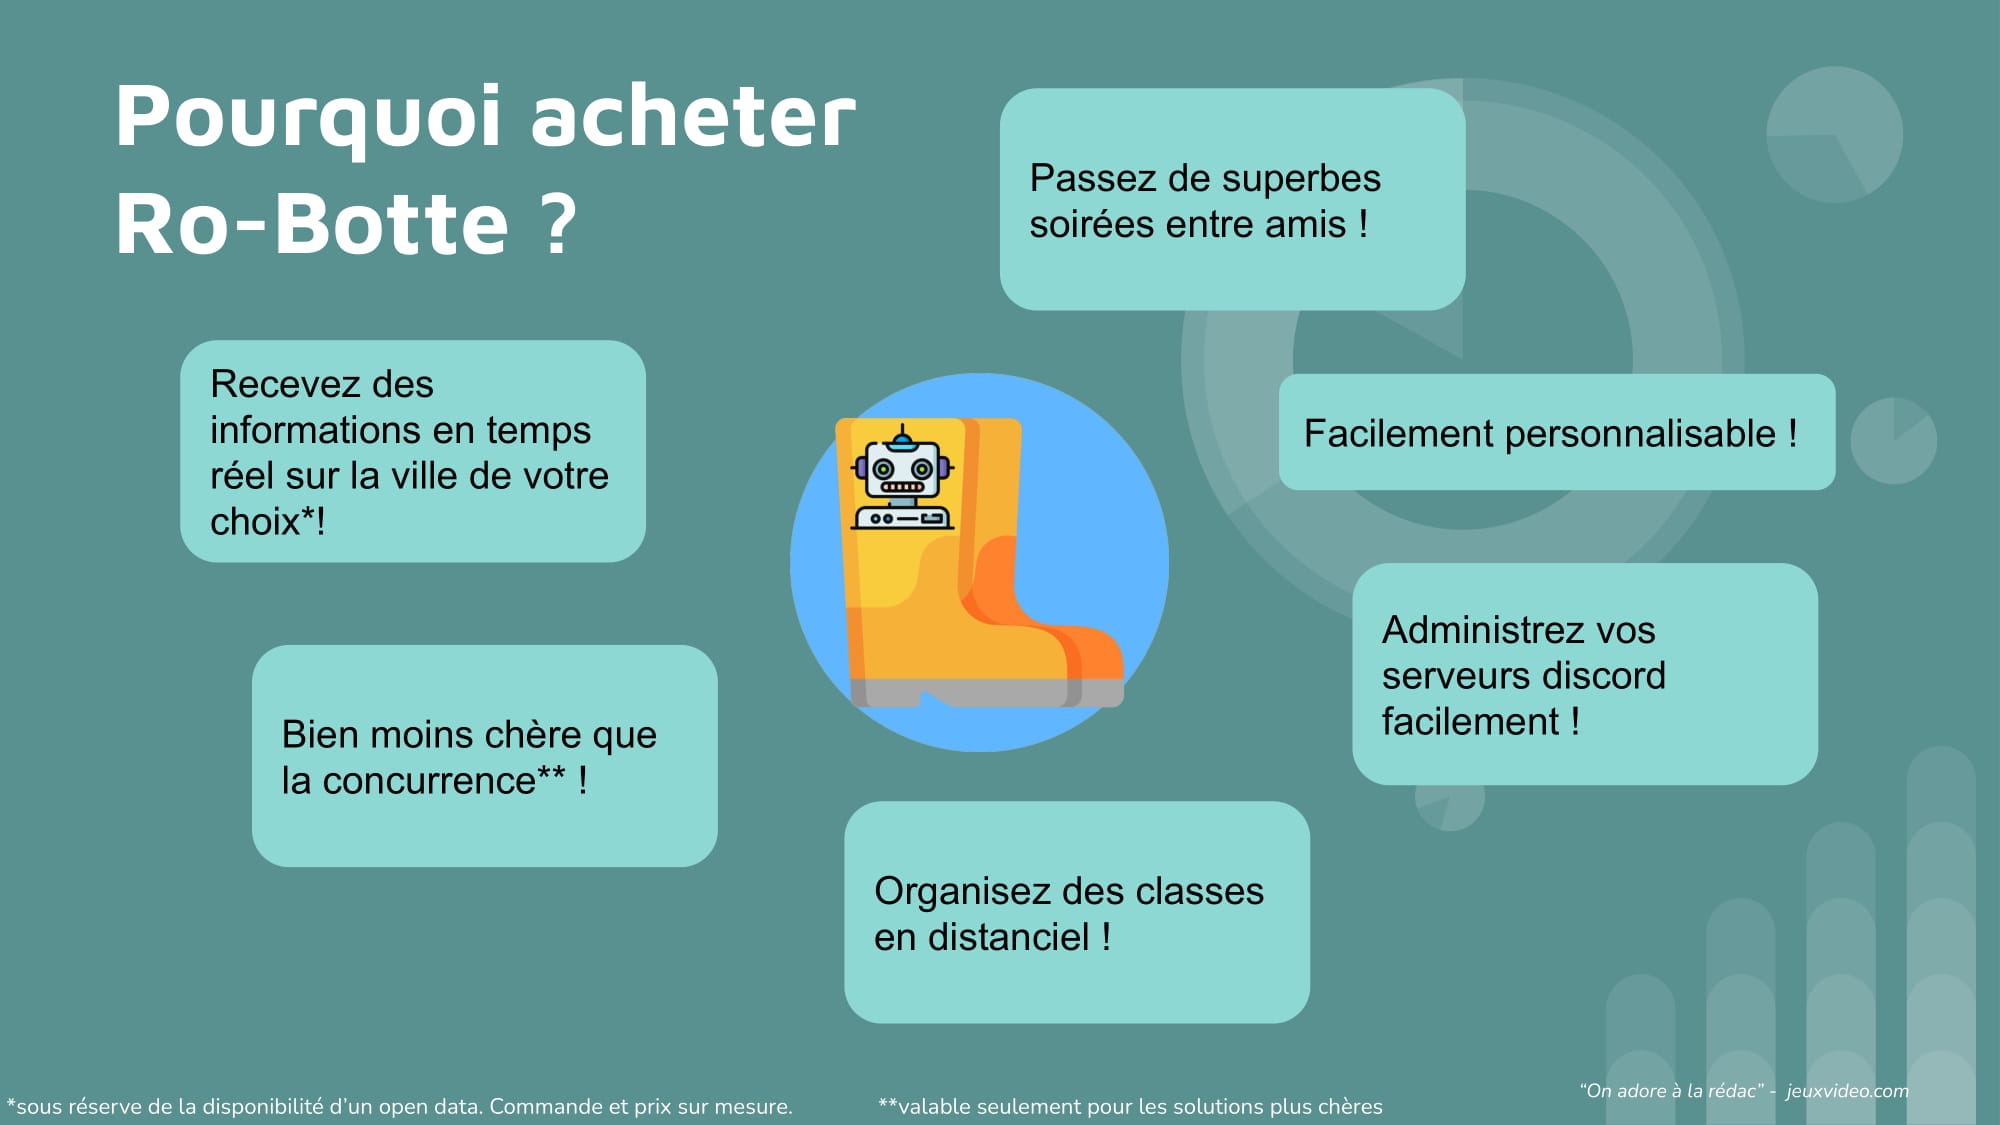 Pourquoi acheter
Ro-Botte ?
Passez de superbes
soirées entre amis !
Recevez des
informations en temps
réel sur la ville de votre
choix*!
Facilement personnalisable !
Administrez vos
serveurs discord
facilement !
Bien moins chère que
la concurrence** !
Organisez des classes
en distanciel !
*sous réserve de la disponibilité d’un open data. Commande et prix sur mesure.
**valable seulement pour les solutions plus chères
“On adore à la rédac” - jeuxvideo.com